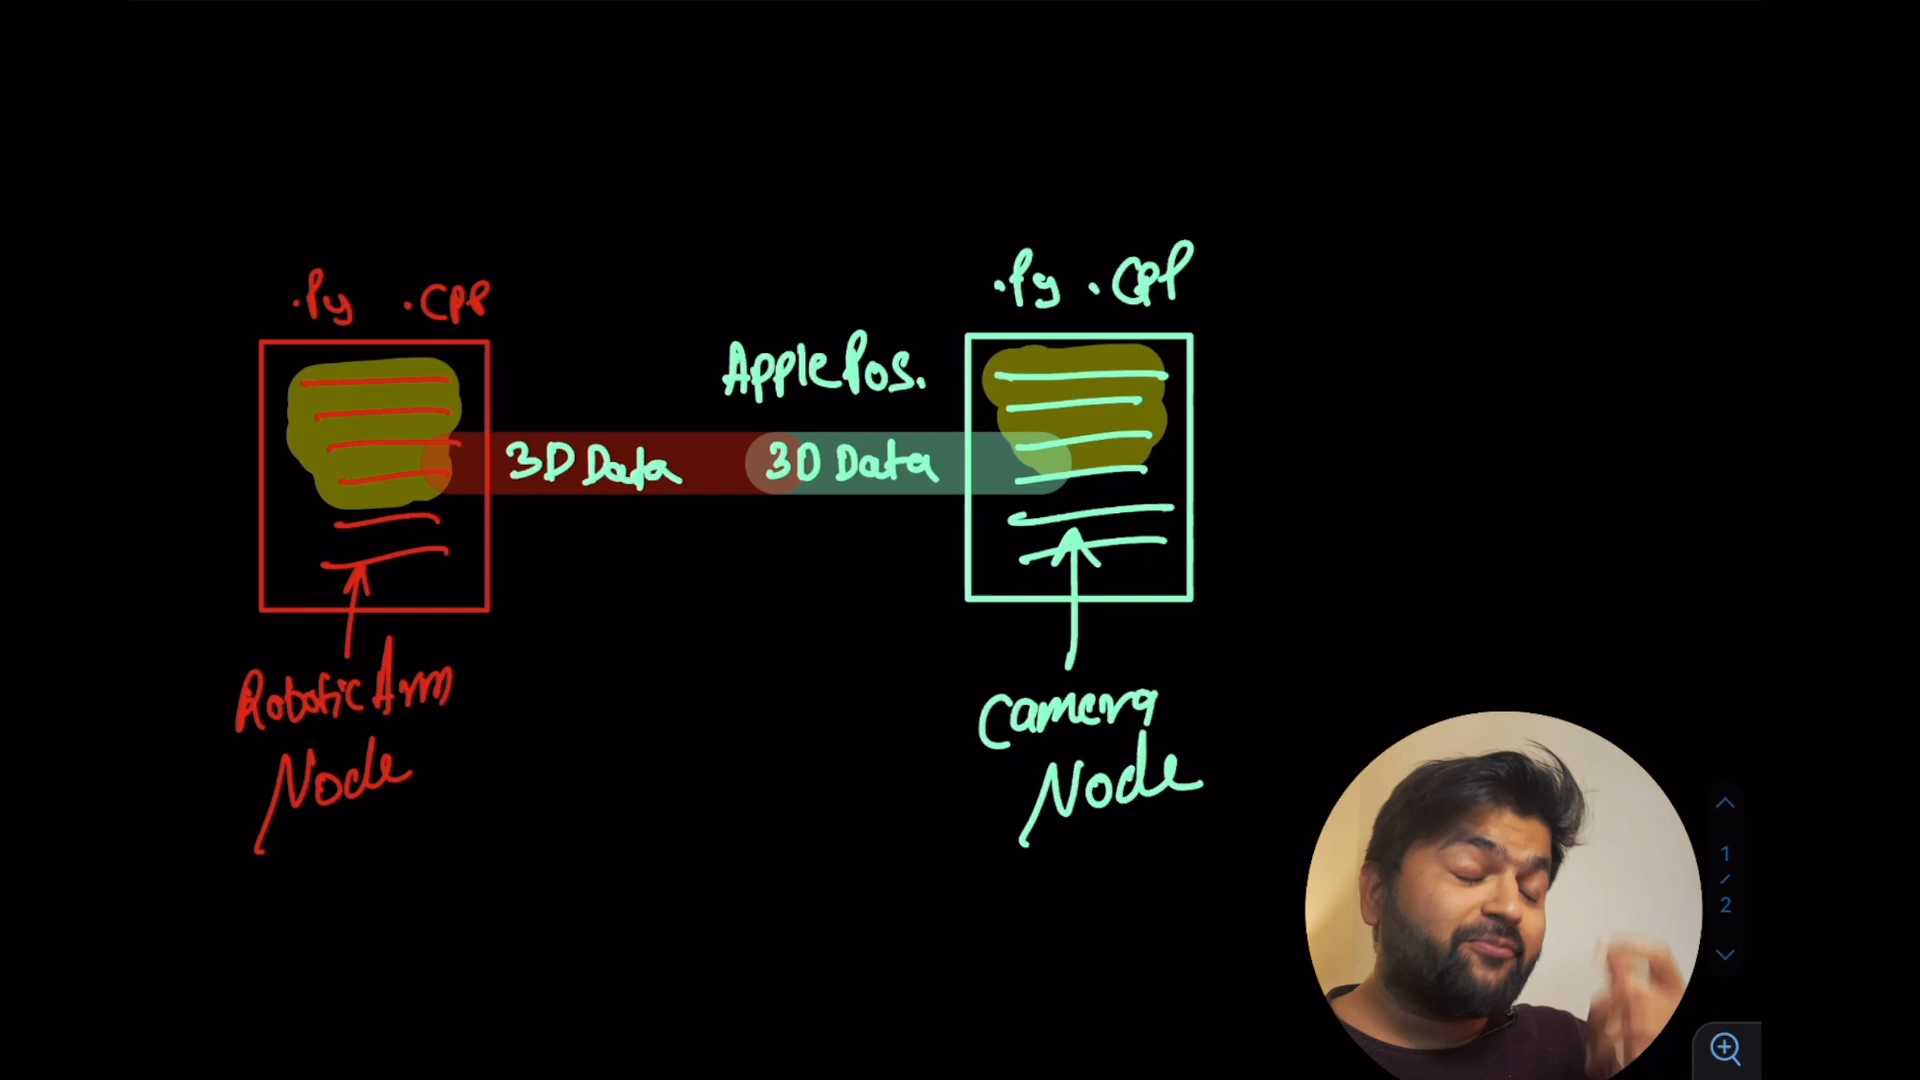 .Py .CPP
.Py .CPP
Apple Pos.
3D Data 3D Data
Robotic Arm
Node
Camera
Node
1
/
2